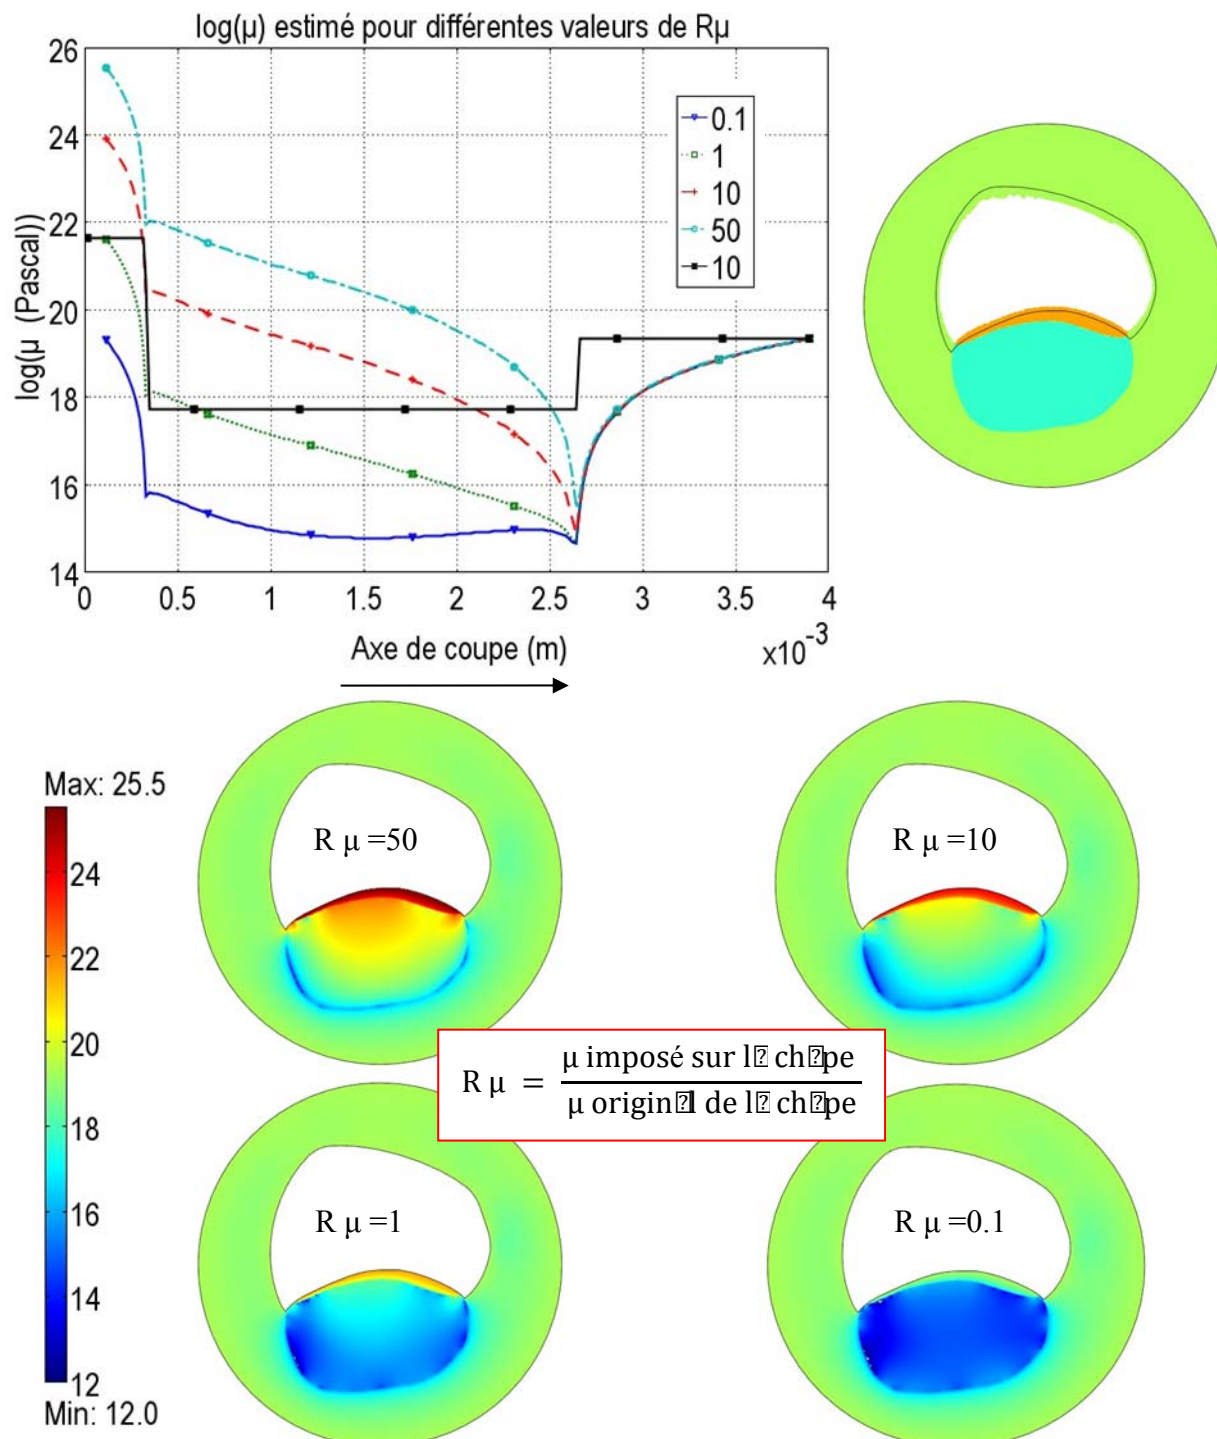 log(μ) estimé pour différentes valeurs de Rμ
26
24
22
20
18
16
14
log(μ (Pascal))
0.1
1
10
50
10
0 0.5 1 1.5 2 2.5 3 3.5 4
x10⁻³
Axe de coupe (m)
Max: 25.5
24
22
20
18
16
14
12
Min: 12.0
R μ =50
R μ =10
R μ = μ imposé sur l� ch�pe
μ origin�l de l� ch�pe
R μ =1
R μ =0.1